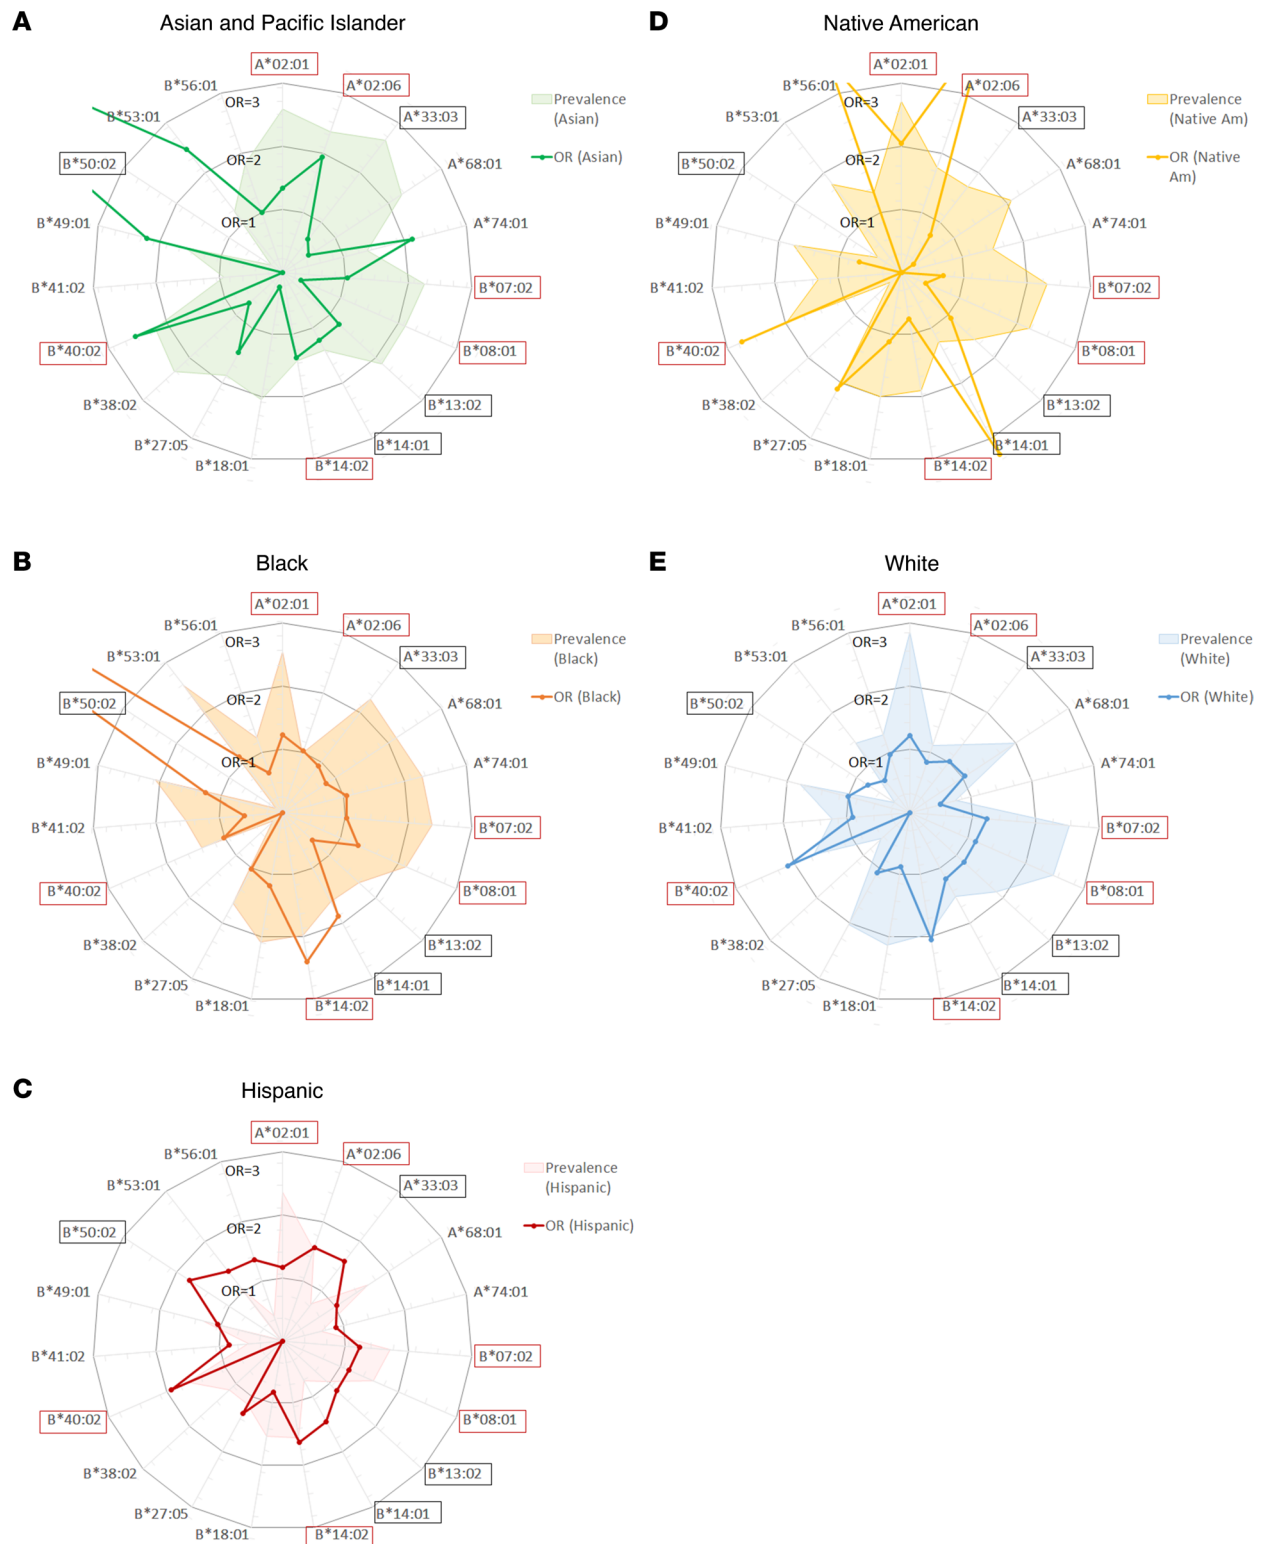 A
Asian and Pacific Islander
A*02:01
A*02:06
A*33:03
A*68:01
A*74:01
B*07:02
B*08:01
B*13:02
B*14:01
B*14:02
B*18:01
B*27:05
B*38:02
B*40:02
B*41:02
B*49:01
B*50:02
B*53:01
B*56:01
OR=3
OR=2
OR=1
Prevalence
(Asian)
OR (Asian)
D
Native American
A*02:01
A*02:06
A*33:03
A*68:01
A*74:01
B*07:02
B*08:01
B*13:02
B*14:01
B*14:02
B*18:01
B*27:05
B*38:02
B*40:02
B*41:02
B*49:01
B*50:02
B*53:01
B*56:01
OR=3
OR=2
OR=1
Prevalence
(Native Am)
OR (Native
Am)
B
Black
A*02:01
A*02:06
A*33:03
A*68:01
A*74:01
B*07:02
B*08:01
B*13:02
B*14:01
B*14:02
B*18:01
B*27:05
B*38:02
B*40:02
B*41:02
B*49:01
B*50:02
B*53:01
B*56:01
OR=3
OR=2
OR=1
Prevalence
(Black)
OR (Black)
E
White
A*02:01
A*02:06
A*33:03
A*68:01
A*74:01
B*07:02
B*08:01
B*13:02
B*14:01
B*14:02
B*18:01
B*27:05
B*38:02
B*40:02
B*41:02
B*49:01
B*50:02
B*53:01
B*56:01
OR=3
OR=2
OR=1
Prevalence
(White)
OR (White)
C
Hispanic
A*02:01
A*02:06
A*33:03
A*68:01
A*74:01
B*07:02
B*08:01
B*13:02
B*14:01
B*14:02
B*18:01
B*27:05
B*38:02
B*40:02
B*41:02
B*49:01
B*50:02
B*53:01
B*56:01
OR=3
OR=2
OR=1
Prevalence
(Hispanic)
OR (Hispanic)